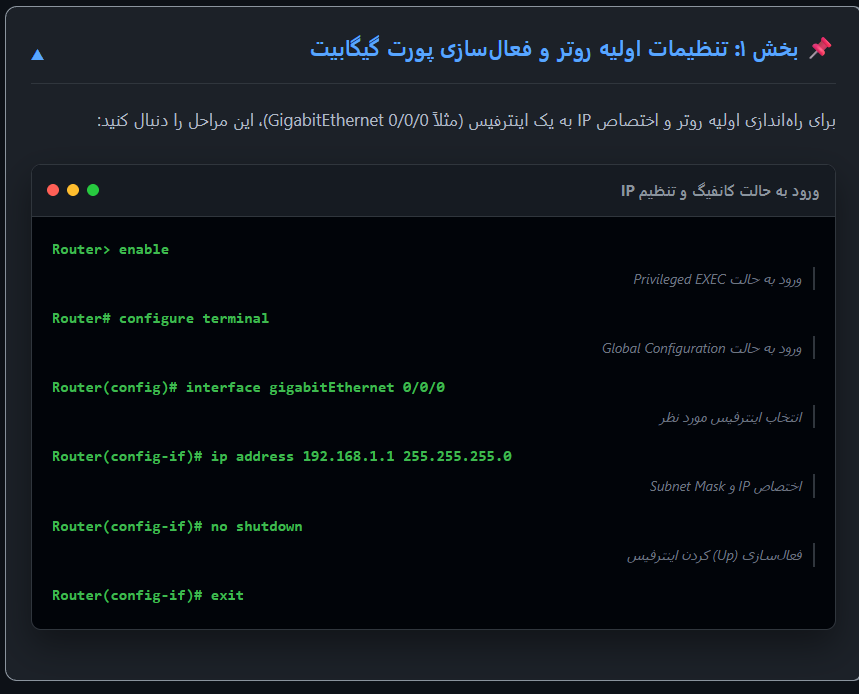 📌 بخش ۱: تنظیمات اولیه روتر و فعال‌سازی پورت گیگابیت
▲
برای راه‌اندازی اولیه روتر و اختصاص IP به یک اینترفیس (مثلاً GigabitEthernet 0/0/0)، این مراحل را دنبال کنید:
ورود به حالت کانفیگ و تنظیم IP
Router> enable
ورود به حالت Privileged EXEC
Router# configure terminal
ورود به حالت Global Configuration
Router(config)# interface gigabitEthernet 0/0/0
انتخاب اینترفیس مورد نظر
Router(config-if)# ip address 192.168.1.1 255.255.255.0
اختصاص IP و Subnet Mask
Router(config-if)# no shutdown
فعال‌سازی (Up) کردن اینترفیس
Router(config-if)# exit